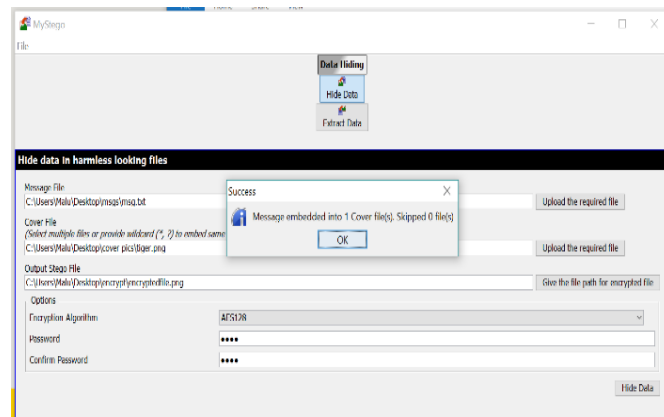 MyStego
File
Data Hiding
Hide Data
Extract Data
Hide data in harmless looking files
Message File
C:\Users\Malu\Desktop\msgs\msg.txt
Upload the required file
Cover File
(Select multiple files or provide wildcard (*, ?) to embed same
C:\Users\Malu\Desktop\cover pics\tiger.png
Upload the required file
Output Stego File
C:\Users\Malu\Desktop\encrypt\encryptedfile.png
Give the file path for encrypted file
Options
Encryption Algorithm
AES128
Password
••••
Confirm Password
••••
Hide Data
Success
Message embedded into 1 Cover file(s). Skipped 0 file(s)
OK